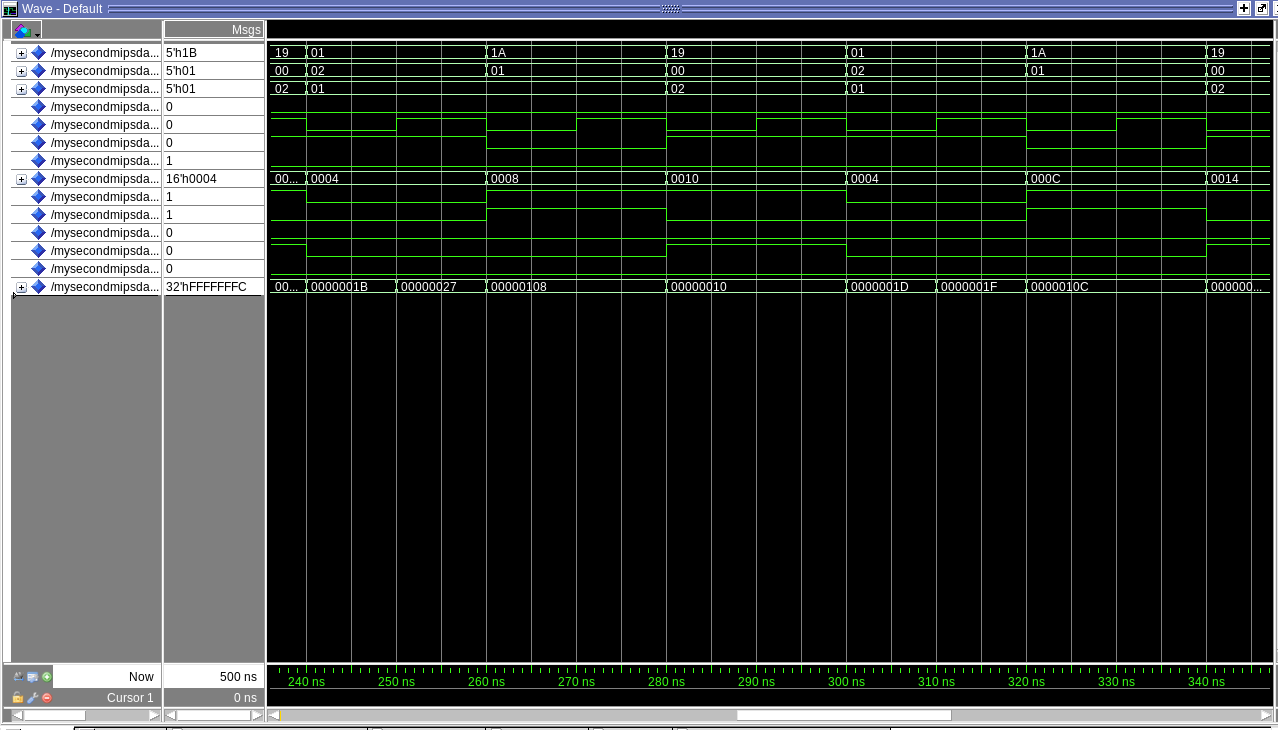 Wave - Default
Msgs
/mysecondmipsda... 5'h1B 19 01 1A 19 01 1A 19
/mysecondmipsda... 5'h01 00 02 01 00 02 01 00
/mysecondmipsda... 5'h01 02 01 02 01 02
/mysecondmipsda... 0
/mysecondmipsda... 0
/mysecondmipsda... 0
/mysecondmipsda... 1
/mysecondmipsda... 16'h0004 00... 0004 0008 0010 0004 000C 0014
/mysecondmipsda... 1
/mysecondmipsda... 1
/mysecondmipsda... 0
/mysecondmipsda... 0
/mysecondmipsda... 0
/mysecondmipsda... 32'hFFFFFFFC 00... 0000001B 00000027 00000108 00000010 0000001D 0000001F 0000010C 000000...
Now 500 ns
240 ns 250 ns 260 ns 270 ns 280 ns 290 ns 300 ns 310 ns 320 ns 330 ns 340 ns
Cursor 1 0 ns